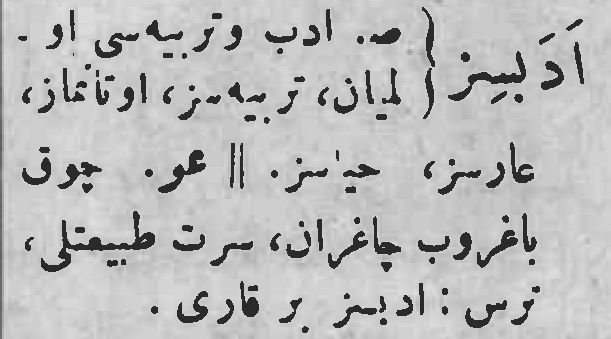 اَدَبسِز ( ص. ادب وتربیه‌سی او -
( لمیان، تربیه‌سز، اوتانماز،
عارسز، حیاسز. || عو. چوق
باغروب چاغران، سرت طبیعتلی،
ترس : ادبسز بر قاری .